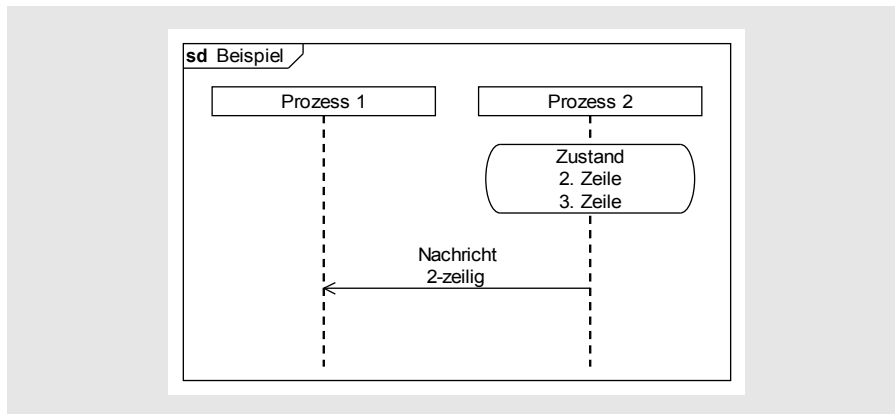 sd Beispiel
Prozess 1
Prozess 2
Zustand
2. Zeile
3. Zeile
Nachricht
2-zeilig